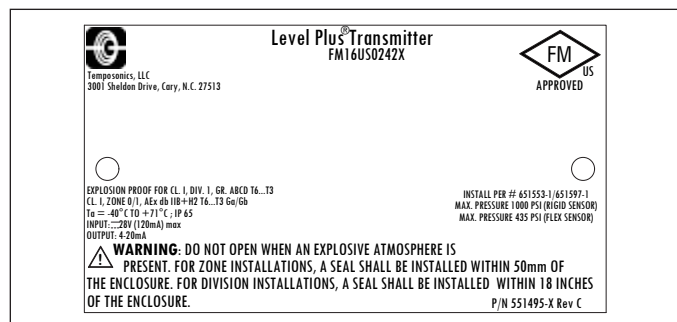 Level Plus® Transmitter
FM16US0242X
FM
US
APPROVED
Temposonics, LLC
3001 Sheldon Drive, Cary, N.C. 27513
EXPLOSION PROOF FOR CL. I, DIV. 1, GR. ABCD T6...T3
CL. I, ZONE 0/1, AEx db IIB+H2 T6...T3 Ga/Gb
Ta = -40°C TO +71°C ; IP 65
INPUT: ⎓28V (120mA) max
OUTPUT: 4-20mA
INSTALL PER # 651553-1/651597-1
MAX. PRESSURE 1000 PSI (RIGID SENSOR)
MAX. PRESSURE 435 PSI (FLEX SENSOR)
WARNING: DO NOT OPEN WHEN AN EXPLOSIVE ATMOSPHERE IS
PRESENT. FOR ZONE INSTALLATIONS, A SEAL SHALL BE INSTALLED WITHIN 50mm OF
THE ENCLOSURE. FOR DIVISION INSTALLATIONS, A SEAL SHALL BE INSTALLED WITHIN 18 INCHES
OF THE ENCLOSURE.
P/N 551495-X Rev C